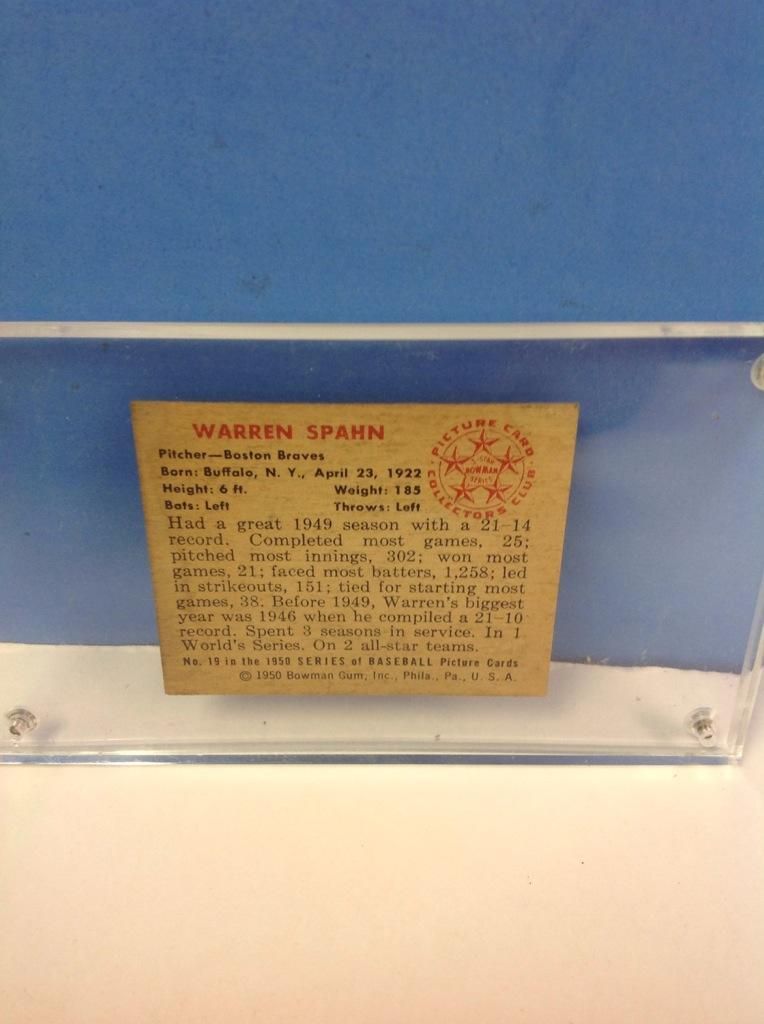 WARREN SPAHN
Pitcher—Boston Braves
Born: Buffalo, N. Y., April 23, 1922
Height: 6 ft. Weight: 185
Bats: Left Throws: Left
PICTURE CARD
COLLECTORS CLUB
5-STAR
BOWMAN
SERIES
Had a great 1949 season with a 21-14
record. Completed most games, 25;
pitched most innings, 302; won most
games, 21; faced most batters, 1,258; led
in strikeouts, 151; tied for starting most
games, 38. Before 1949, Warren's biggest
year was 1946 when he compiled a 21-10
record. Spent 3 seasons in service. In 1
World's Series. On 2 all-star teams.
No. 19 in the 1950 SERIES of BASEBALL Picture Cards
© 1950 Bowman Gum, Inc., Phila., Pa., U. S. A.